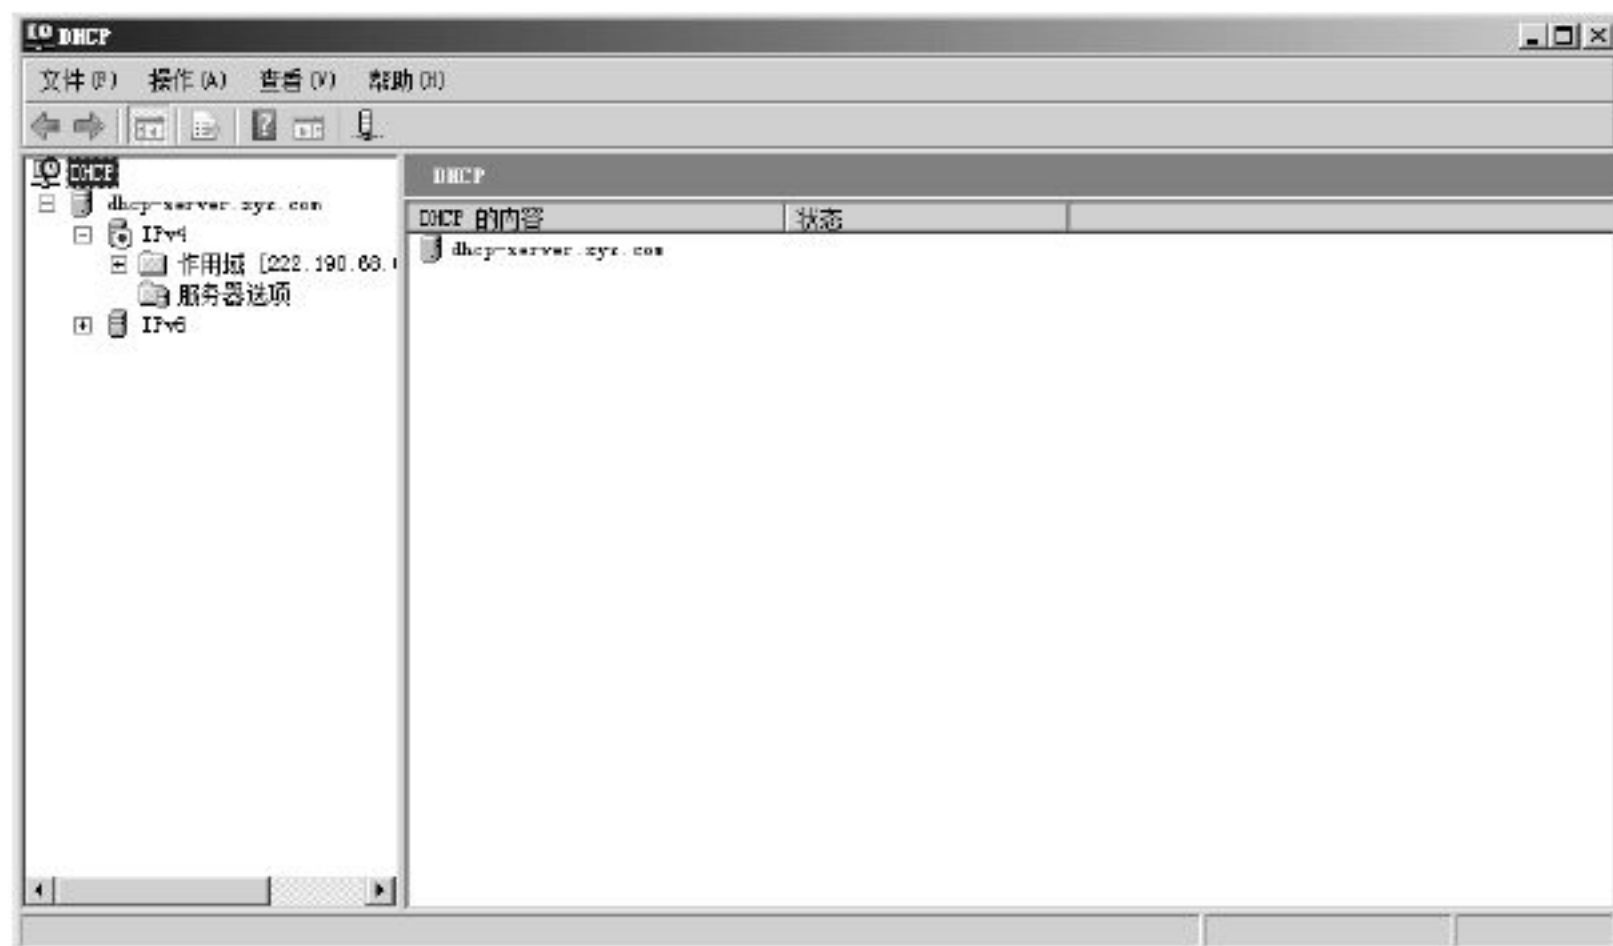 DHCP
文件(F) 操作(A) 查看(V) 帮助(H)
DHCP
dhcp-server.xyz.com
IPv4
作用域 [222.190.68.
服务器选项
IPv6
DHCP
DHCP 的内容 状态
dhcp-server.xyz.com